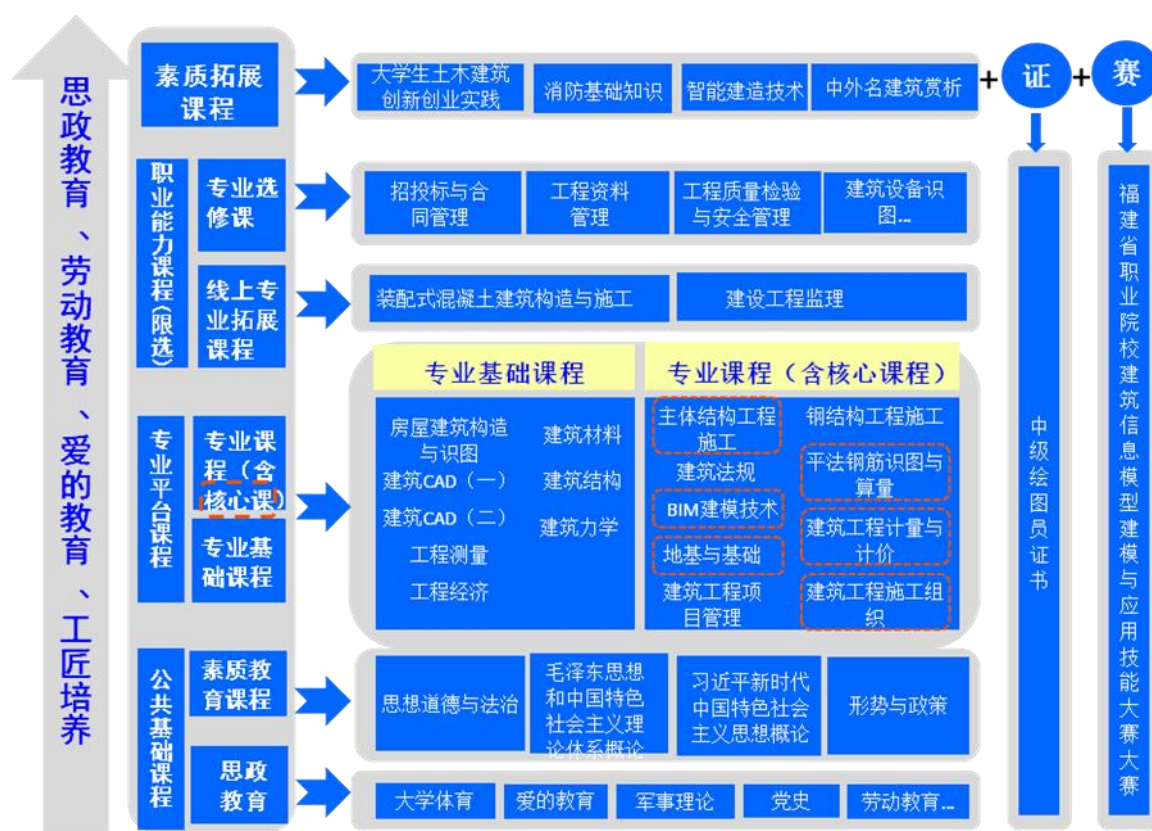 思政教育、劳动教育、爱的教育、工匠培养
素质拓展
课程
大学生土木建筑
创新创业实践
消防基础知识
智能建造技术
中外名建筑赏析
+
证
+
赛
职业能力课程(限选)
专业选
修课
招投标与合
同管理
工程资料
管理
工程质量检验
与安全管理
建筑设备识
图…
线上专
业拓展
课程
装配式混凝土建筑构造与施工
建设工程监理
专业平台课程
专业课
程(含
核心课)
专业基
础课程
专业基础课程
房屋建筑构造
与识图
建筑CAD(一)
建筑CAD(二)
工程测量
工程经济
建筑材料
建筑结构
建筑力学
专业课程(含核心课程)
主体结构工程
施工
建筑法规
BIM建模技术
地基与基础
建筑工程项
目管理
钢结构工程施工
平法钢筋识图与
算量
建筑工程计量与
计价
建筑工程施工组
织
公共基础课程
素质教
育课程
思想道德与法治
毛泽东思想
和中国特色
社会主义理
论体系概论
习近平新时代
中国特色社会
主义思想概论
形势与政策
思政
教育
大学体育
爱的教育
军事理论
党史
劳动教育…
中级绘图员证书
福建省职业院校建筑信息模型建模与应用技能大赛大赛